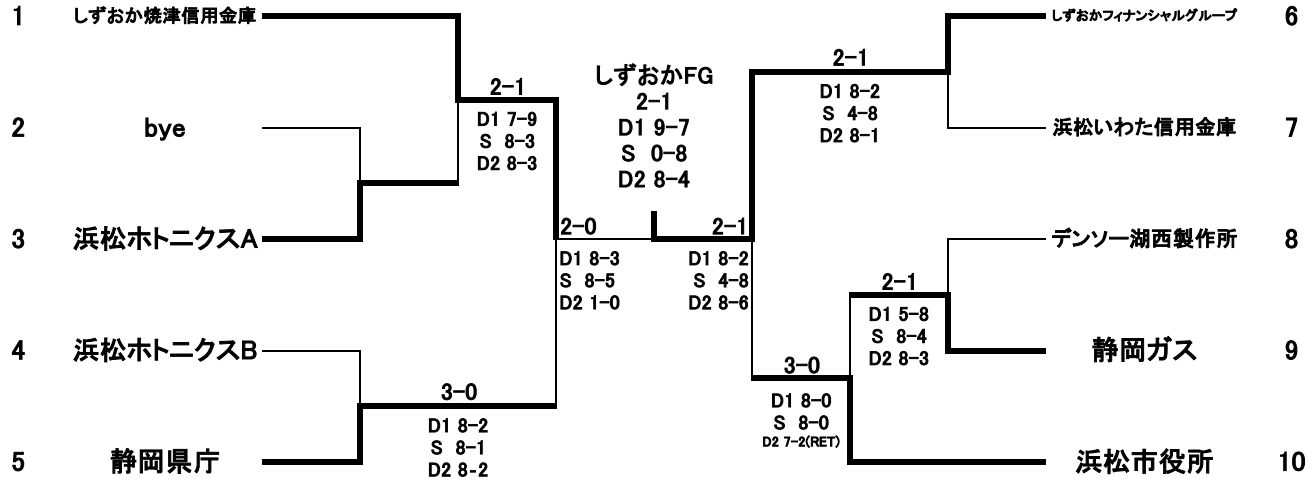 1 しずおか焼津信用金庫
2-1
D1 7-9
S 8-3
D2 8-3
2 bye
3 浜松ホトニクスA
2-0
D1 8-3
S 8-5
D2 1-0
4 浜松ホトニクスB
3-0
D1 8-2
S 8-1
D2 8-2
5 静岡県庁
しずおかFG
2-1
D1 9-7
S 0-8
D2 8-4
しずおかフィナンシャルグループ 6
2-1
D1 8-2
S 4-8
D2 8-1
浜松いわた信用金庫 7
2-1
D1 8-2
S 4-8
D2 8-6
デンソー湖西製作所 8
2-1
D1 5-8
S 8-4
D2 8-3
静岡ガス 9
3-0
D1 8-0
S 8-0
D2 7-2(RET)
浜松市役所 10